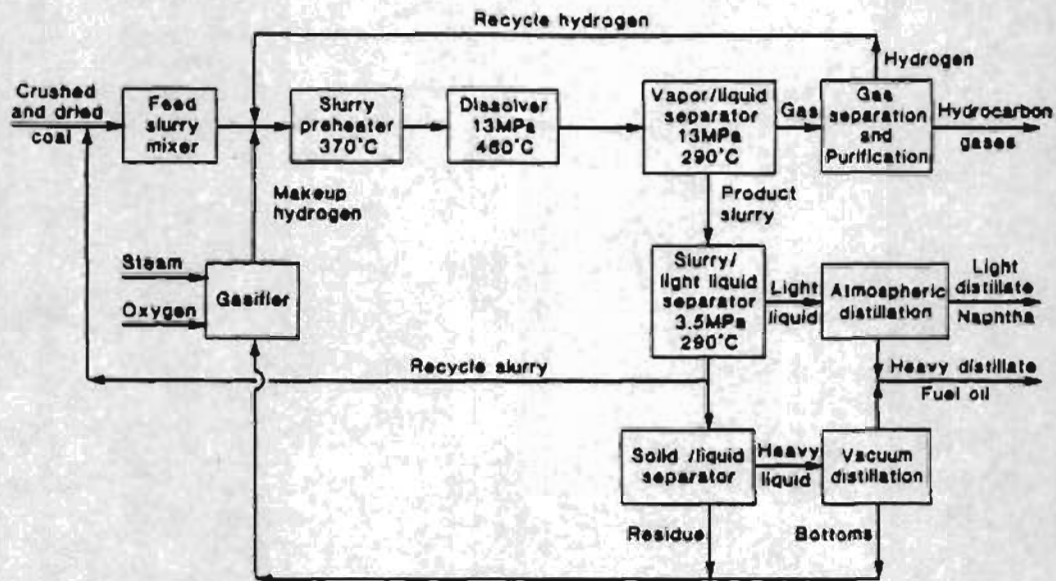 Recycle hydrogen
Hydrogen
Crushed
and dried
coal
Feed
slurry
mixer
Slurry
preheater
370°C
Dissolver
13MPa
460°C
Vapor/liquid
separator
13MPa
290°C
Gas
Gas
separation
and
Purification
Hydrocarbon
gases
Makeup
hydrogen
Product
slurry
Steam
Oxygen
Gasifier
Slurry/
light liquid
separator
3.5MPa
290°C
Light
liquid
Atmospheric
distillation
Light
distillate
Naphtha
Recycle slurry
Heavy distillate
Fuel oil
Solid /liquid
separator
Heavy
liquid
Vacuum
distillation
Residue
Bottoms